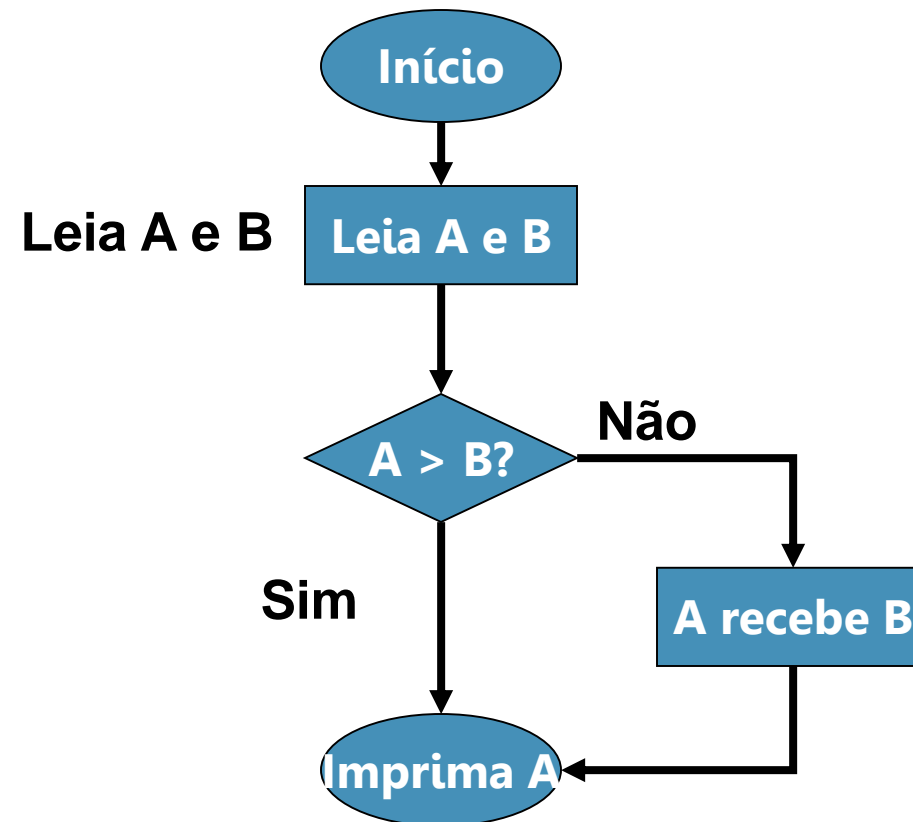 Início
Leia A e B
Leia A e B
A > B?
Não
Sim
A recebe B
Imprima A